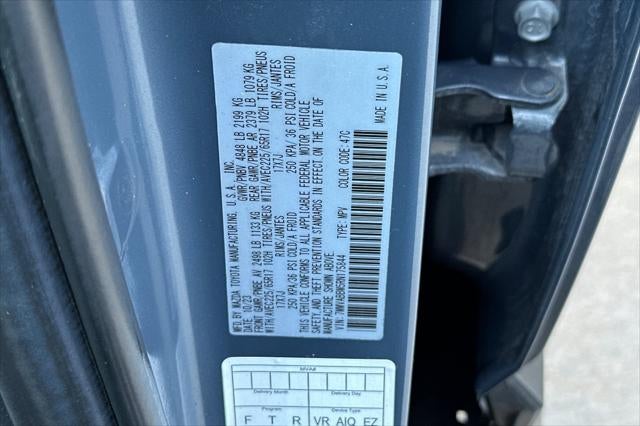 MFD. BY MAZDA TOYOTA MANUFACTURING, U.S.A., INC.
10/23 GVWR/PNBV 4848 LB 2199 KG
FRONT GAWR/PNBE AV 2498 LB 1133 KG REAR GAWR/PNBE AR 2379 LB 1079 KG
WITH/AVEC225/65R17 102H TIRES/PNEUS WITH/AVEC225/65R17 102H TIRES/PNEUS
17X7J RIMS/JANTES 17X7J RIMS/JANTES
250 KPA/36 PSI COLD/A FROID 250 KPA/36 PSI COLD/A FROID
THIS VEHICLE CONFORMS TO ALL APPLICABLE FEDERAL MOTOR VEHICLE
SAFETY AND THEFT PREVENTION STANDARDS IN EFFECT ON THE DATE OF
MANUFACTURE SHOWN ABOVE.
TYPE: MPV COLOR CODE: 47C
MADE IN U.S.A.
MVA#
Delivery Month Delivery Day
Program Device Type
F T R VR AIQ EZ